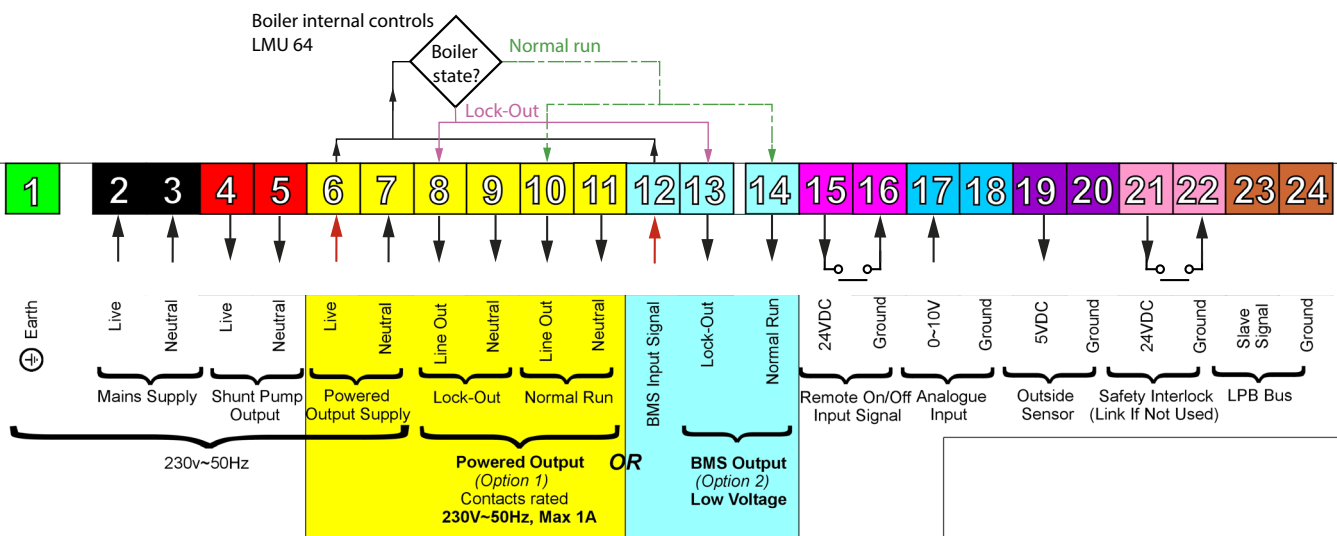 Boiler internal controls
LMU 64
Boiler
state?
Normal run
Lock-Out
1 2 3 4 5 6 7 8 9 10 11 12 13 14 15 16 17 18 19 20 21 22 23 24
Earth
Live
Neutral
Live
Neutral
Live
Neutral
Line Out
Neutral
Line Out
Neutral
BMS Input Signal
Lock-Out
Normal Run
24VDC
Ground
0~10V
Ground
5VDC
Ground
24VDC
Ground
Slave
Signal
Ground
Mains Supply
Shunt Pump
Output
Powered
Output Supply
Lock-Out
Normal Run
Remote On/Off
Input Signal
Analogue
Input
Outside
Sensor
Safety Interlock
(Link If Not Used)
LPB Bus
230v~50Hz
Powered Output
(Option 1)
Contacts rated
230V~50Hz, Max 1A
OR
BMS Output
(Option 2)
Low Voltage